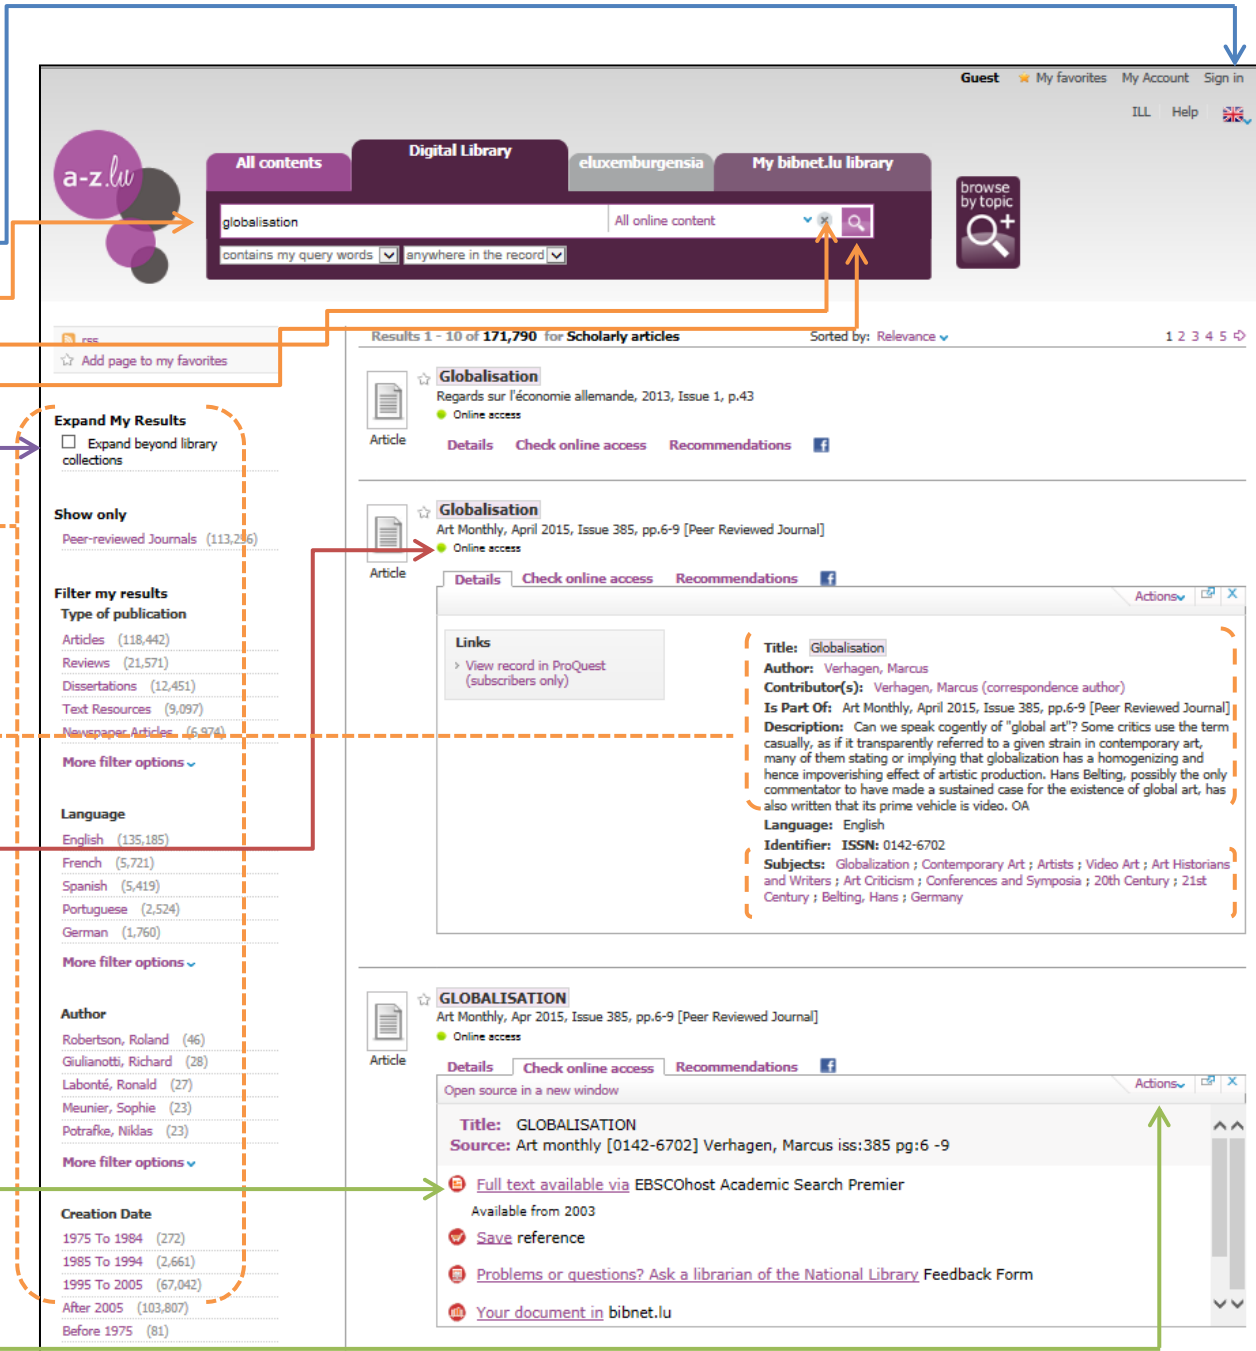 Guest My favorites My Account Sign in
ILL Help
a-z.lu
All contents
Digital Library
eluxemburgensia
My bibnet.lu library
browse
by topic
globalisation
All online content
contains my query words
anywhere in the record
rss
Add page to my favorites
Expand My Results
Expand beyond library
collections
Show only
Peer-reviewed Journals (113,256)
Filter my results
Type of publication
Articles (118,442)
Reviews (21,571)
Dissertations (12,451)
Text Resources (9,097)
Newspaper Articles (6,974)
More filter options
Language
English (135,185)
French (5,721)
Spanish (5,419)
Portuguese (2,524)
German (1,760)
More filter options
Author
Robertson, Roland (46)
Giulianotti, Richard (28)
Labonté, Ronald (27)
Meunier, Sophie (23)
Potrafke, Niklas (23)
More filter options
Creation Date
1975 To 1984 (272)
1985 To 1994 (2,661)
1995 To 2005 (67,042)
After 2005 (103,807)
Before 1975 (81)
Results 1 - 10 of 171,790 for Scholarly articles
Sorted by: Relevance
1 2 3 4 5
Article
Globalisation
Regards sur l'économie allemande, 2013, Issue 1, p.43
Online access
Details Check online access Recommendations
Article
Globalisation
Art Monthly, April 2015, Issue 385, pp.6-9 [Peer Reviewed Journal]
Online access
Details Check online access Recommendations
Actions
Links
View record in ProQuest
(subscribers only)
Title: Globalisation
Author: Verhagen, Marcus
Contributor(s): Verhagen, Marcus (correspondence author)
Is Part Of: Art Monthly, April 2015, Issue 385, pp.6-9 [Peer Reviewed Journal]
Description: Can we speak cogently of "global art"? Some critics use the term
casually, as if it transparently referred to a given strain in contemporary art,
many of them stating or implying that globalization has a homogenizing and
hence impoverishing effect of artistic production. Hans Belting, possibly the only
commentator to have made a sustained case for the existence of global art, has
also written that its prime vehicle is video. OA
Language: English
Identifier: ISSN: 0142-6702
Subjects: Globalization ; Contemporary Art ; Artists ; Video Art ; Art Historians
and Writers ; Art Criticism ; Conferences and Symposia ; 20th Century ; 21st
Century ; Belting, Hans ; Germany
Article
GLOBALISATION
Art Monthly, Apr 2015, Issue 385, pp.6-9 [Peer Reviewed Journal]
Online access
Details Check online access Recommendations
Open source in a new window
Actions
Title: GLOBALISATION
Source: Art monthly [0142-6702] Verhagen, Marcus iss:385 pg:6 -9
Full text available via EBSCOhost Academic Search Premier
Available from 2003
Save reference
Problems or questions? Ask a librarian of the National Library Feedback Form
Your document in bibnet.lu